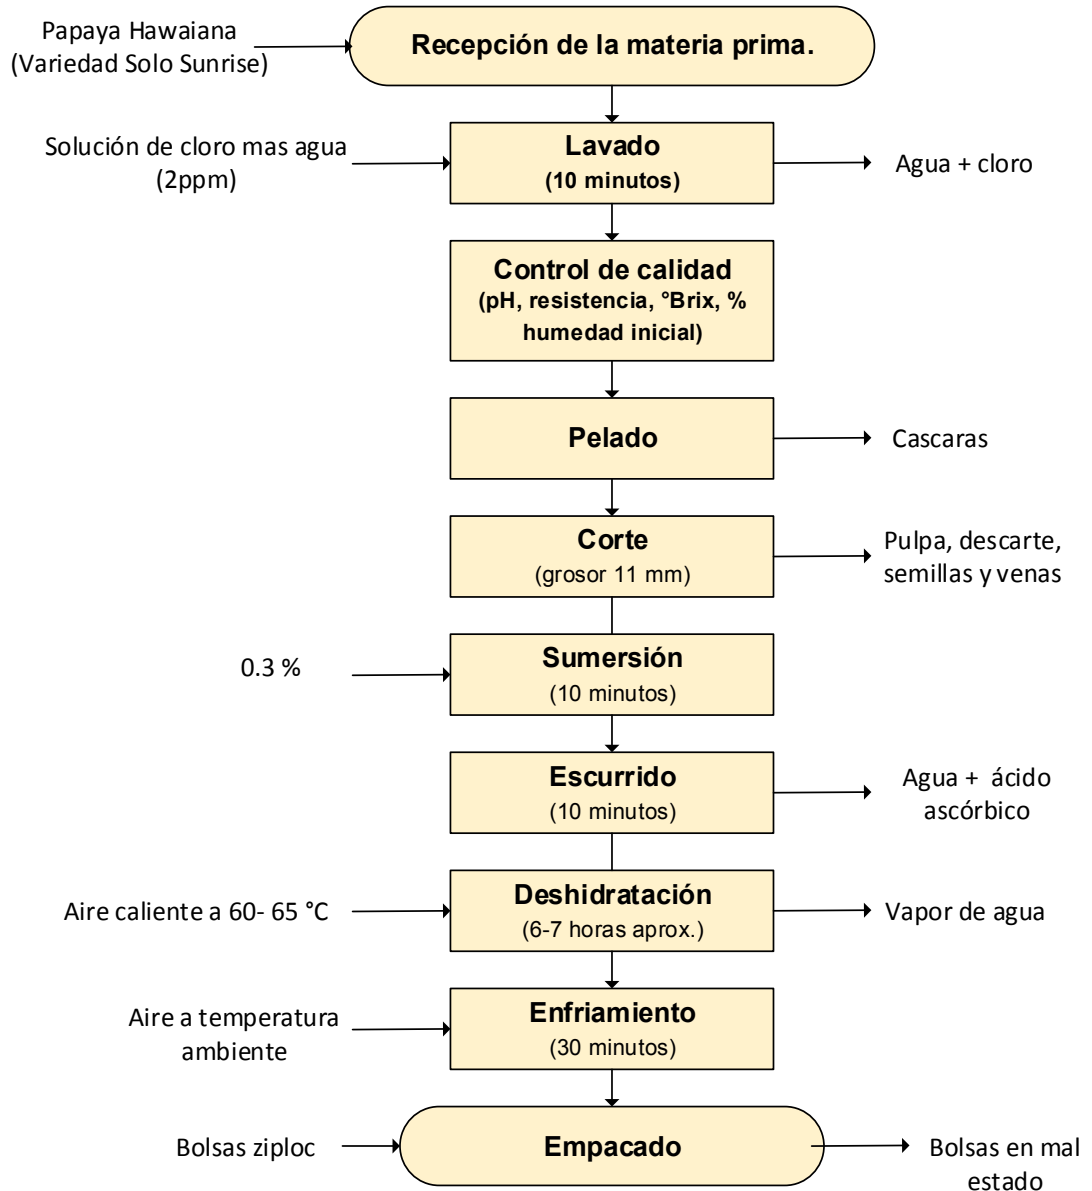 Papaya Hawaiana
(Variedad Solo Sunrise)
Recepción de la materia prima.
Solución de cloro mas agua
(2ppm)
Lavado
(10 minutos)
Agua + cloro
Control de calidad
(pH, resistencia, °Brix, %
humedad inicial)
Pelado
Cascaras
Corte
(grosor 11 mm)
Pulpa, descarte,
semillas y venas
0.3 %
Sumersión
(10 minutos)
Escurrido
(10 minutos)
Agua + ácido
ascórbico
Aire caliente a 60- 65 °C
Deshidratación
(6-7 horas aprox.)
Vapor de agua
Aire a temperatura
ambiente
Enfriamiento
(30 minutos)
Bolsas ziploc
Empacado
Bolsas en mal
estado